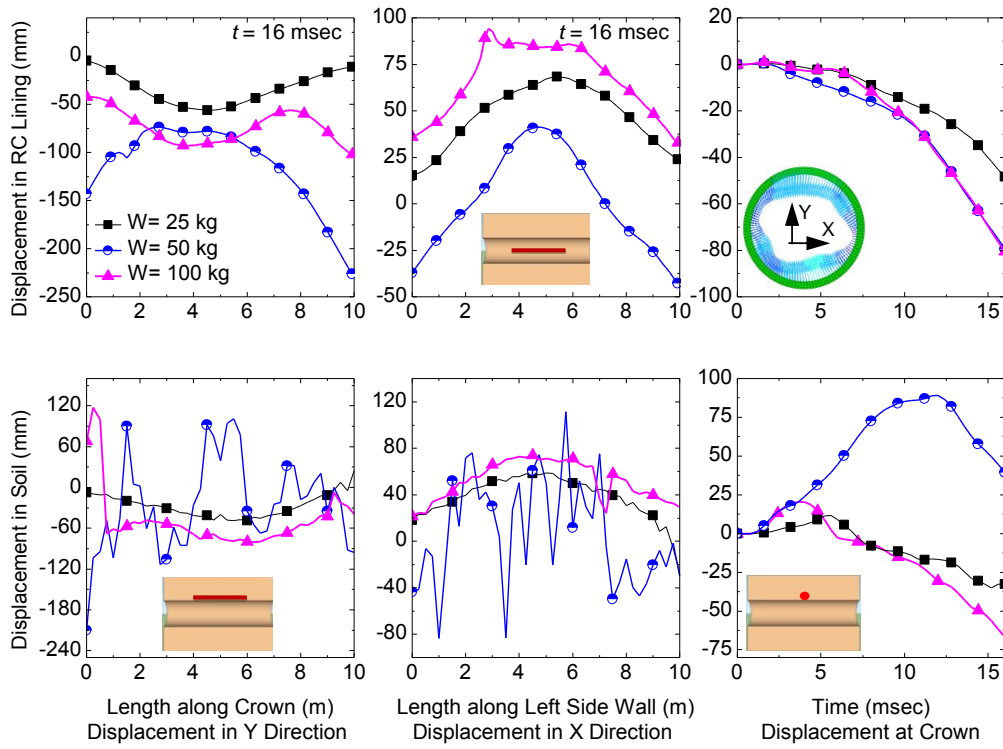 Displacement in RC Lining (mm)
t = 16 msec
50
0
-50
-100
-150
-200
-250
W= 25 kg
W= 50 kg
W= 100 kg
0 2 4 6 8 10
t = 16 msec
100
75
50
25
0
-25
-50
0 2 4 6 8 10
20
0
-20
-40
-60
-80
-100
Y
X
0 5 10 15
Displacement in Soil (mm)
120
60
0
-60
-120
-180
-240
0 2 4 6 8 10
Length along Crown (m)
Displacement in Y Direction
120
80
40
0
-40
-80
0 2 4 6 8 10
Length along Left Side Wall (m)
Displacement in X Direction
100
75
50
25
0
-25
-50
-75
0 5 10 15
Time (msec)
Displacement at Crown